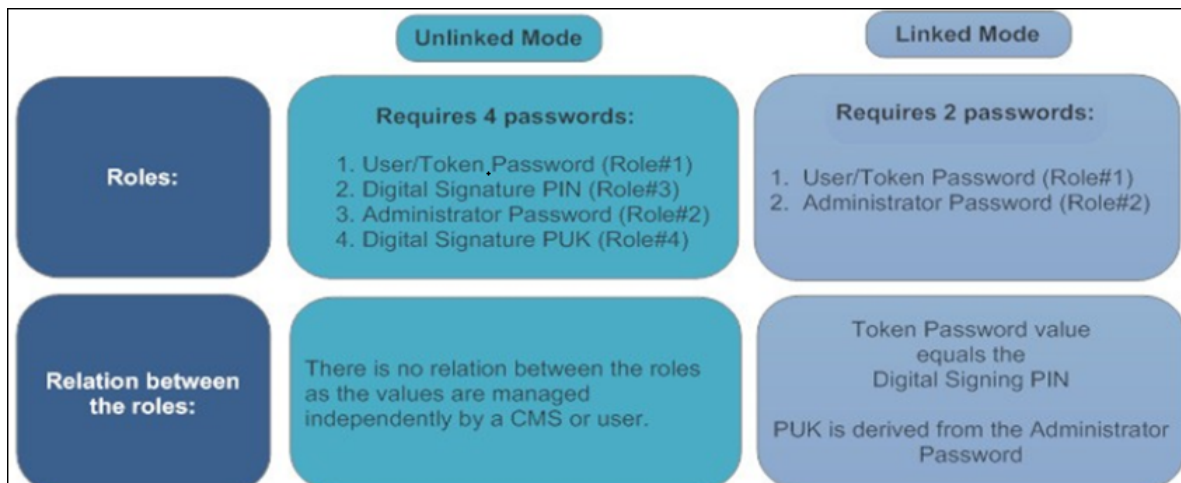 Unlinked Mode
Linked Mode
Roles:
Requires 4 passwords:
1. User/Token Password (Role#1)
2. Digital Signature PIN (Role#3)
3. Administrator Password (Role#2)
4. Digital Signature PUK (Role#4)
Requires 2 passwords:
1. User/Token Password (Role#1)
2. Administrator Password (Role#2)
Relation between
the roles:
There is no relation between the roles
as the values are managed
independently by a CMS or user.
Token Password value
equals the
Digital Signing PIN
PUK is derived from the Administrator
Password